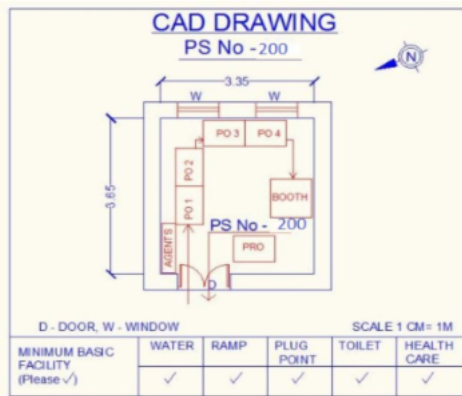 CAD DRAWING
PS No - 200
N
3.35
W W
PO 3 PO 4
PO 2
BOOTH
3.65
PO 1
PS No - 200
AGENTS
PRO
D
D - DOOR, W - WINDOW SCALE 1 CM = 1M
MINIMUM BASIC FACILITY (Please ✓) WATER RAMP PLUG POINT TOILET HEALTH CARE
✓ ✓ ✓ ✓ ✓